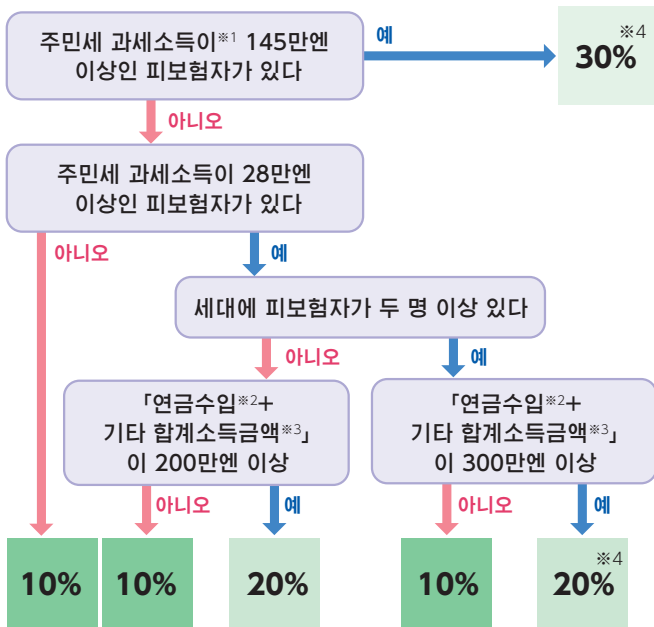 주민세 과세소득이※1 145만엔
이상인 피보험자가 있다
예
※4
30%
아니오
주민세 과세소득이 28만엔
이상인 피보험자가 있다
아니오
예
세대에 피보험자가 두 명 이상 있다
아니오
예
「연금수입※2+
기타 합계소득금액※3」
이 200만엔 이상
「연금수입※2+
기타 합계소득금액※3」
이 300만엔 이상
아니오
예
아니오
예
10%
10%
20%
10%
※4
20%